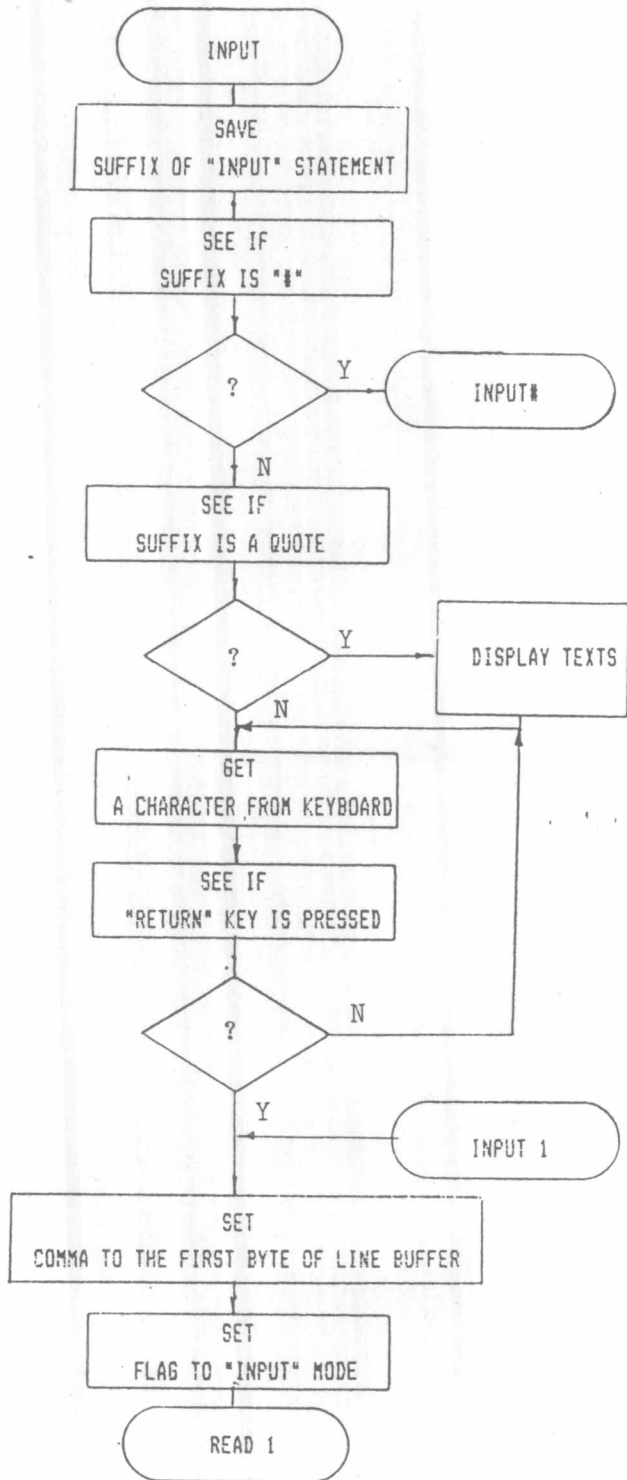 INPUT
SAVE
SUFFIX OF "INPUT" STATEMENT
SEE IF
SUFFIX IS "#"
?
Y
INPUT#
N
SEE IF
SUFFIX IS A QUOTE
?
Y
DISPLAY TEXTS
N
GET
A CHARACTER FROM KEYBOARD
SEE IF
"RETURN" KEY IS PRESSED
?
N
Y
INPUT 1
SET
COMMA TO THE FIRST BYTE OF LINE BUFFER
SET
FLAG TO "INPUT" MODE
READ 1